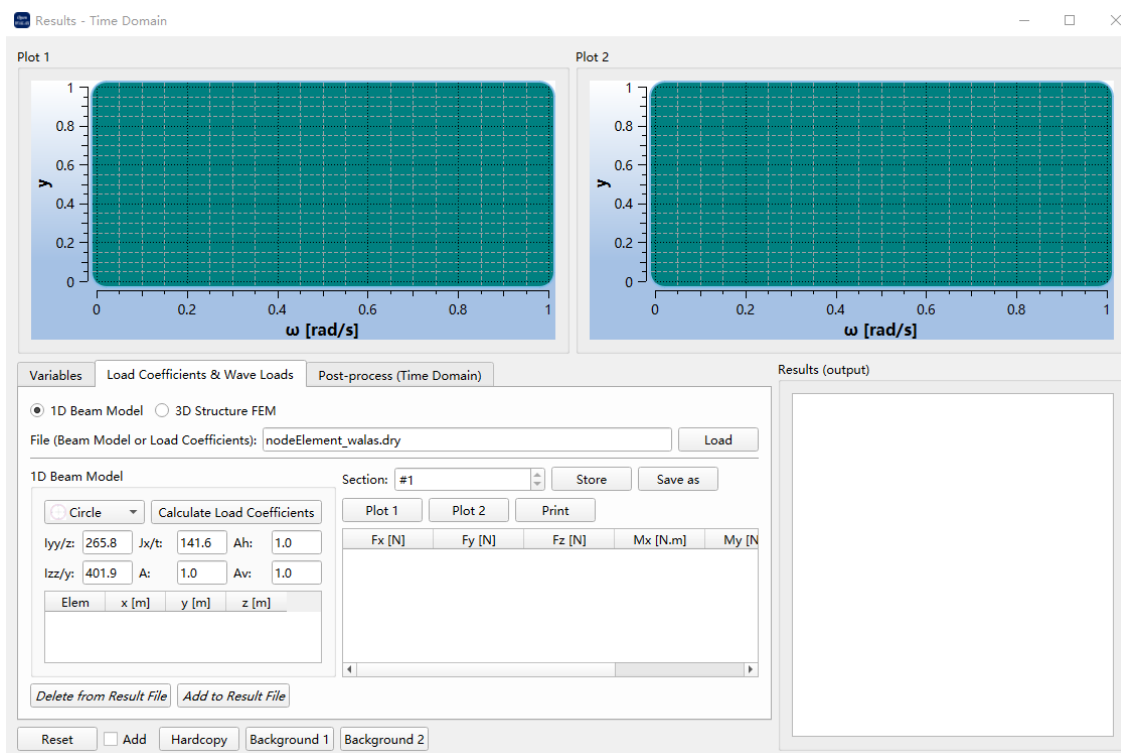 Results - Time Domain
Plot 1
Plot 2
1
0.8
0.6
0.4
0.2
0
y
0 0.2 0.4 0.6 0.8 1
ω [rad/s]
1
0.8
0.6
0.4
0.2
0
y
0 0.2 0.4 0.6 0.8 1
ω [rad/s]
Variables Load Coefficients & Wave Loads Post-process (Time Domain)
1D Beam Model 3D Structure FEM
File (Beam Model or Load Coefficients): nodeElement_walas.dry Load
1D Beam Model
Circle Calculate Load Coefficients
Iyy/z: 265.8 Jx/t: 141.6 Ah: 1.0
Izz/y: 401.9 A: 1.0 Av: 1.0
Elem x [m] y [m] z [m]
Section: #1 Store Save as
Plot 1 Plot 2 Print
Fx [N] Fy [N] Fz [N] Mx [N.m] My [N
Delete from Result File Add to Result File
Results (output)
Reset Add Hardcopy Background 1 Background 2